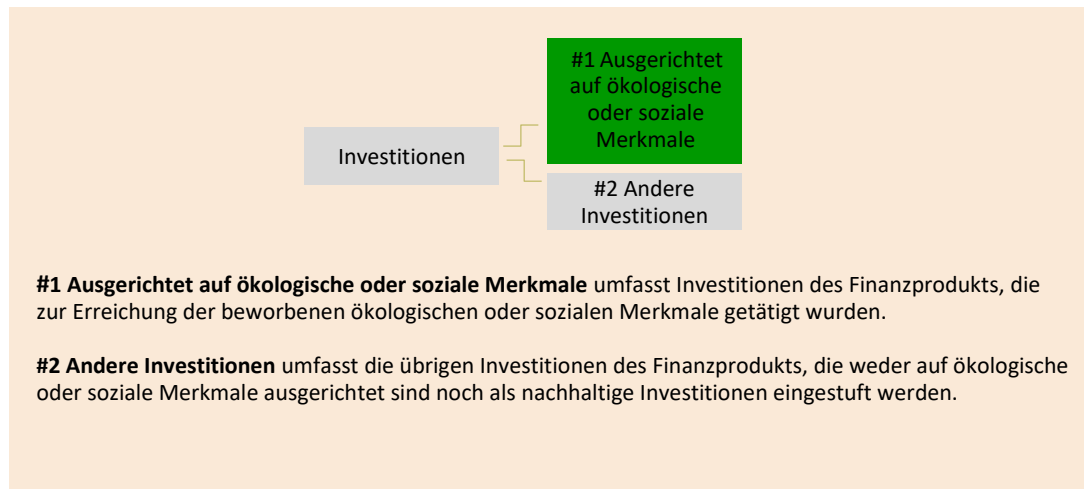 #1 Ausgerichtet
auf ökologische
oder soziale
Merkmale
Investitionen
#2 Andere
Investitionen
#1 Ausgerichtet auf ökologische oder soziale Merkmale umfasst Investitionen des Finanzprodukts, die
zur Erreichung der beworbenen ökologischen oder sozialen Merkmale getätigt wurden.
#2 Andere Investitionen umfasst die übrigen Investitionen des Finanzprodukts, die weder auf ökologische
oder soziale Merkmale ausgerichtet sind noch als nachhaltige Investitionen eingestuft werden.